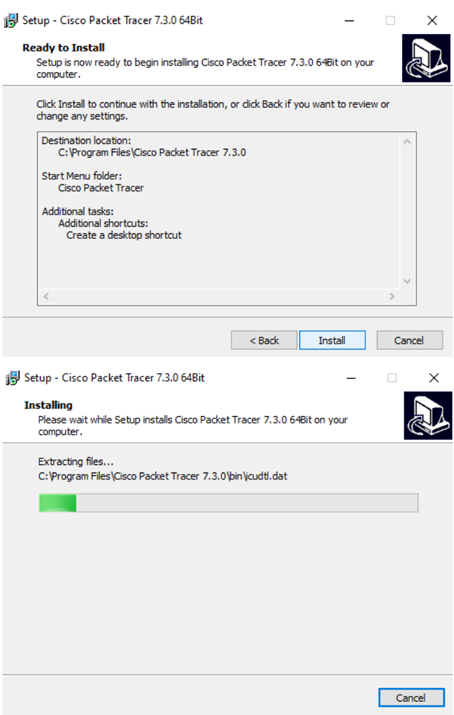 Setup - Cisco Packet Tracer 7.3.0 64Bit
Ready to Install
Setup is now ready to begin installing Cisco Packet Tracer 7.3.0 64Bit on your
computer.
Click Install to continue with the installation, or click Back if you want to review or
change any settings.
Destination location:
C:\Program Files\Cisco Packet Tracer 7.3.0
Start Menu folder:
Cisco Packet Tracer
Additional tasks:
Additional shortcuts:
Create a desktop shortcut
< Back
Install
Cancel
Setup - Cisco Packet Tracer 7.3.0 64Bit
Installing
Please wait while Setup installs Cisco Packet Tracer 7.3.0 64Bit on your
computer.
Extracting files...
C:\Program Files\Cisco Packet Tracer 7.3.0\bin\icudtl.dat
Cancel